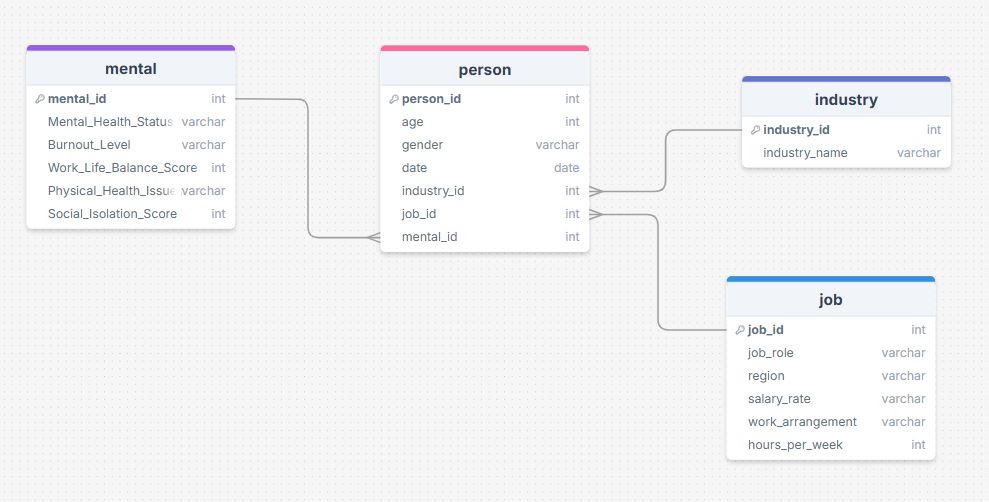 mental
mental_id int
Mental_Health_Status varchar
Burnout_Level varchar
Work_Life_Balance_Score int
Physical_Health_Issue varchar
Social_Isolation_Score int
person
person_id int
age int
gender varchar
date date
industry_id int
job_id int
mental_id int
industry
industry_id int
industry_name varchar
job
job_id int
job_role varchar
region varchar
salary_rate varchar
work_arrangement varchar
hours_per_week int